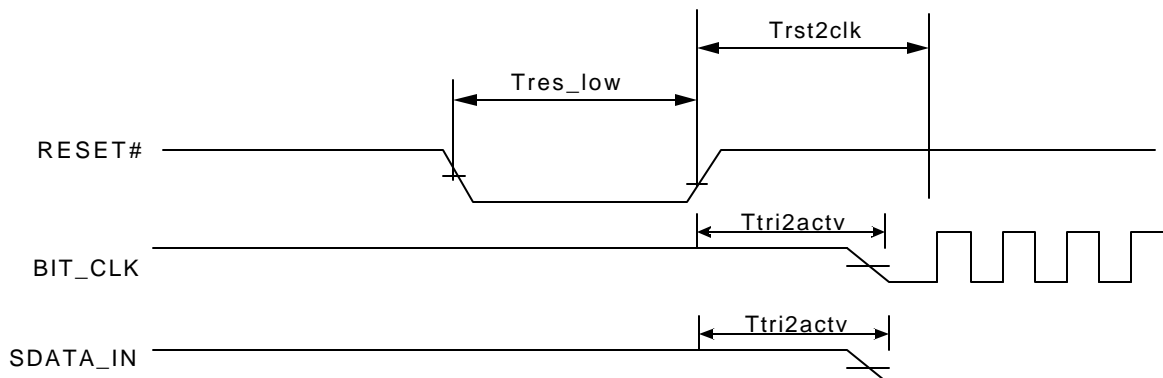 Trst2clk
Tres_low
RESET#
Ttri2actv
BIT_CLK
Ttri2actv
SDATA_IN